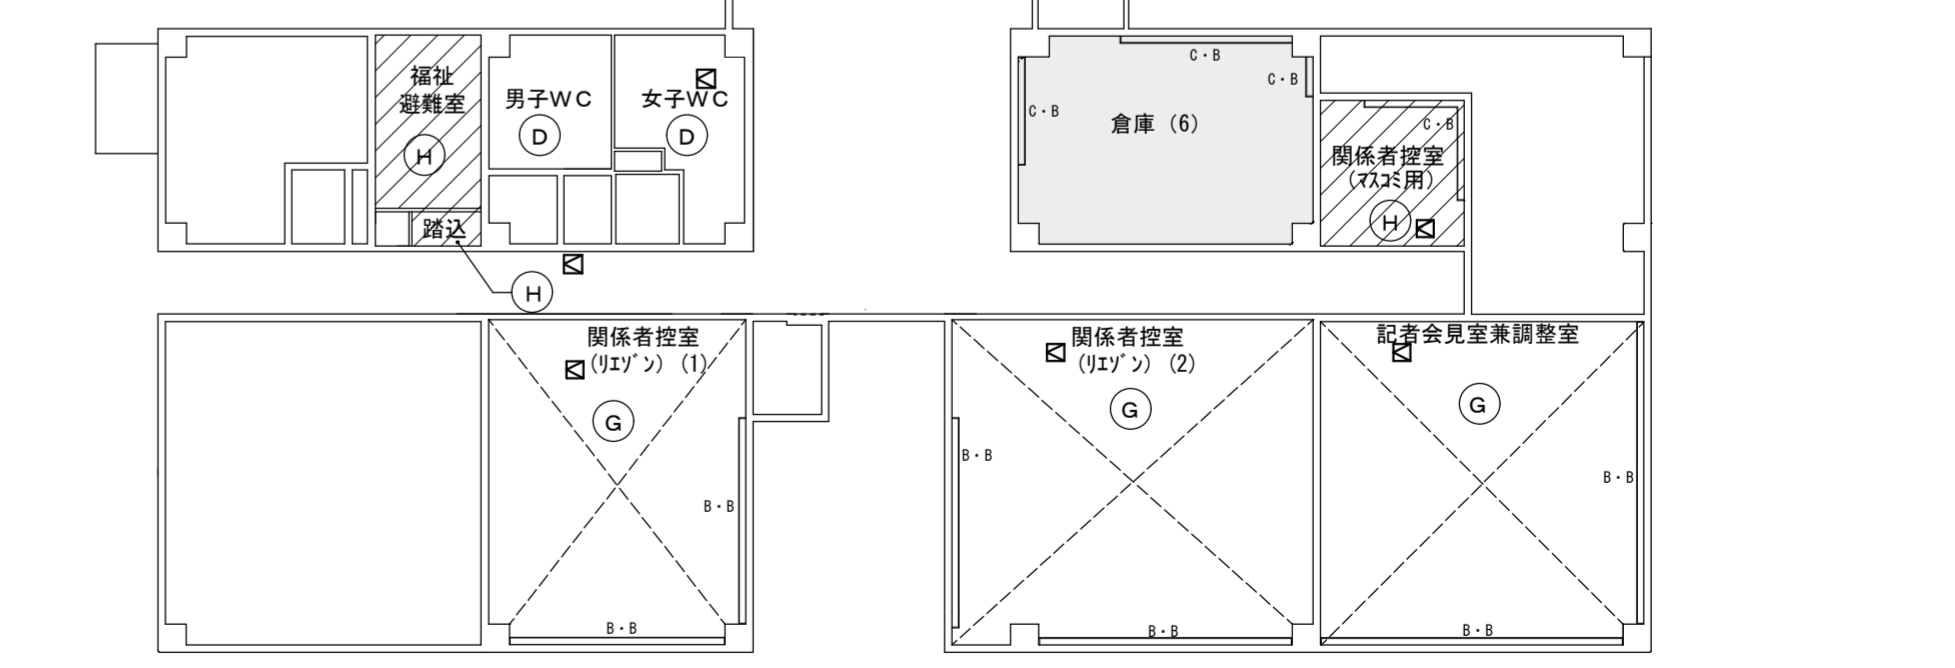 福祉
避難室
H
踏込
H
男子WC
D
女子WC
D
C・B
C・B
C・B
倉庫（6）
C・B
関係者控室
（ﾏｽｺﾐ用）
H
関係者控室
（ﾘｴｿﾞﾝ）（1）
G
B・B
B・B
関係者控室
（ﾘｴｿﾞﾝ）（2）
G
B・B
B・B
記者会見室兼調整室
G
B・B
B・B